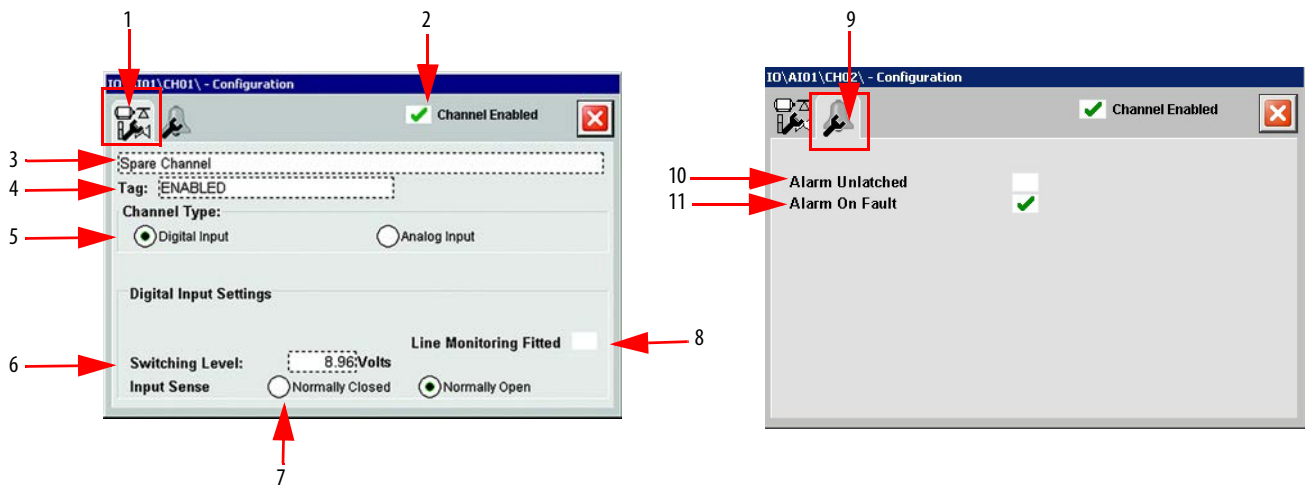 1
2
9
IO\AI01\CH01\ - Configuration
IO\AI01\CH02\ - Configuration
Channel Enabled
Channel Enabled
3
Spare Channel
4
Tag: ENABLED
Channel Type:
5
Digital Input
Analog Input
10
Alarm Unlatched
11
Alarm On Fault
Digital Input Settings
Line Monitoring Fitted
8
6
Switching Level: 8.96 Volts
Input Sense
Normally Closed
Normally Open
7